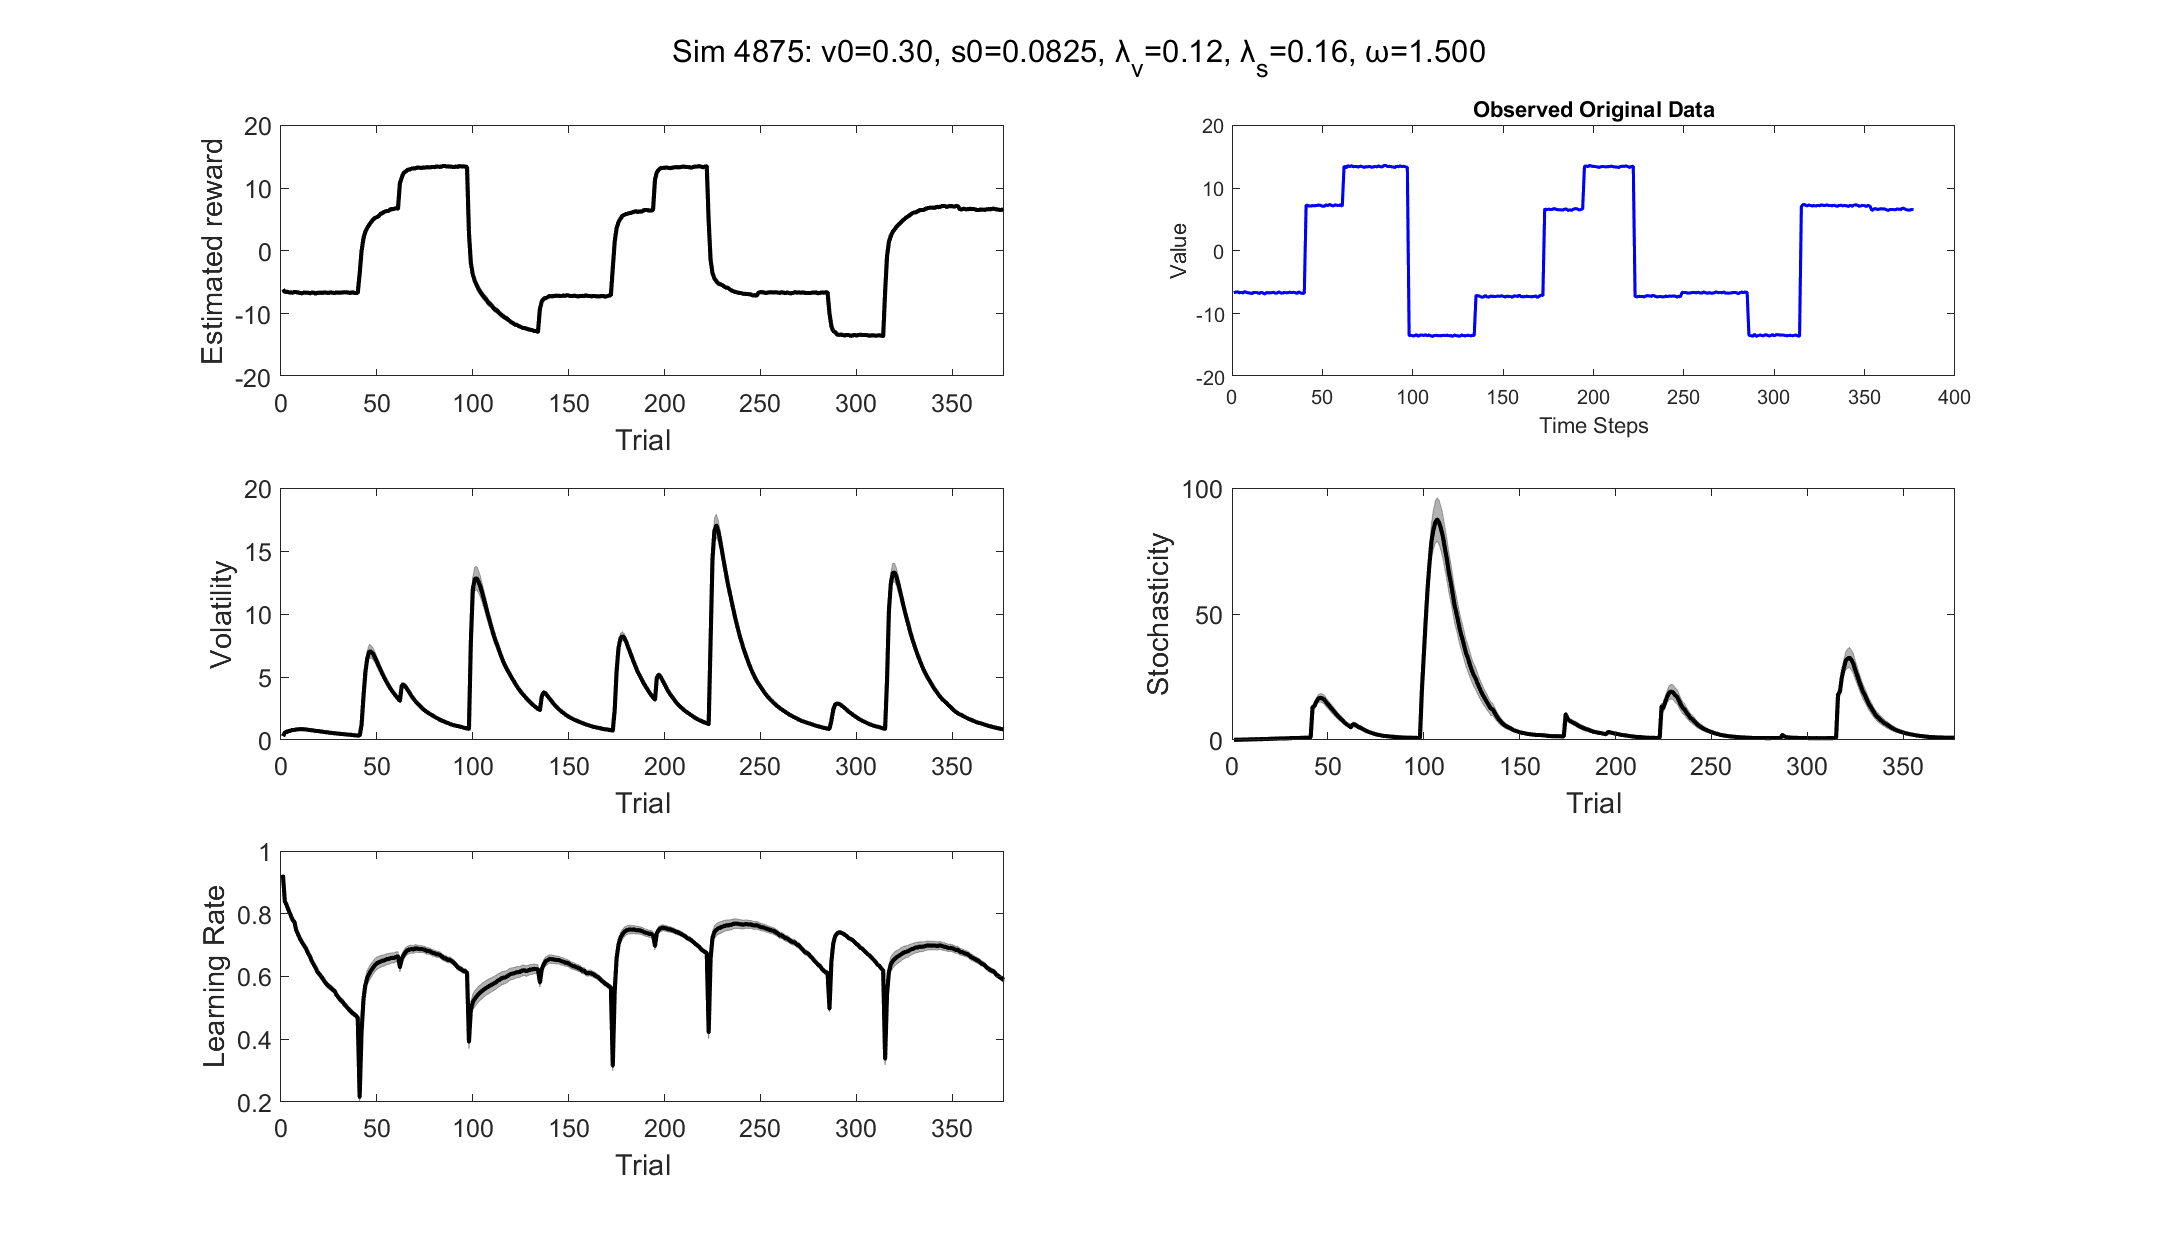 Sim 4875: v0=0.30, s0=0.0825, λ_v=0.12, λ_s=0.16, ω=1.500
Estimated reward
20
10
0
-10
-20
0 50 100 150 200 250 300 350
Trial
Observed Original Data
Value
20
10
0
-10
-20
0 50 100 150 200 250 300 350 400
Time Steps
Volatility
20
15
10
5
0
0 50 100 150 200 250 300 350
Trial
Stochasticity
100
50
0
0 50 100 150 200 250 300 350
Trial
Learning Rate
1
0.8
0.6
0.4
0.2
0 50 100 150 200 250 300 350
Trial